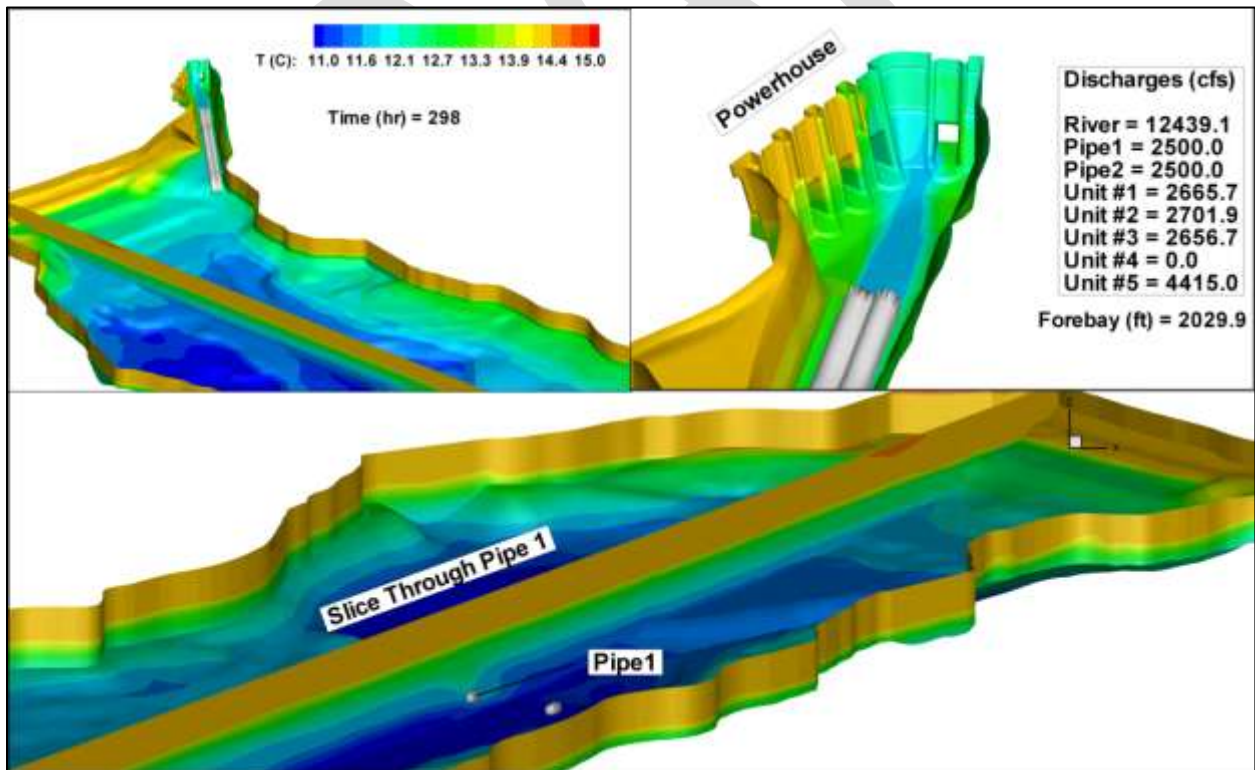 T (C): 11.0 11.6 12.1 12.7 13.3 13.9 14.4 15.0
Time (hr) = 298
Powerhouse
Discharges (cfs)
River = 12439.1
Pipe1 = 2500.0
Pipe2 = 2500.0
Unit #1 = 2665.7
Unit #2 = 2701.9
Unit #3 = 2656.7
Unit #4 = 0.0
Unit #5 = 4415.0
Forebay (ft) = 2029.9
Slice Through Pipe 1
Pipe1